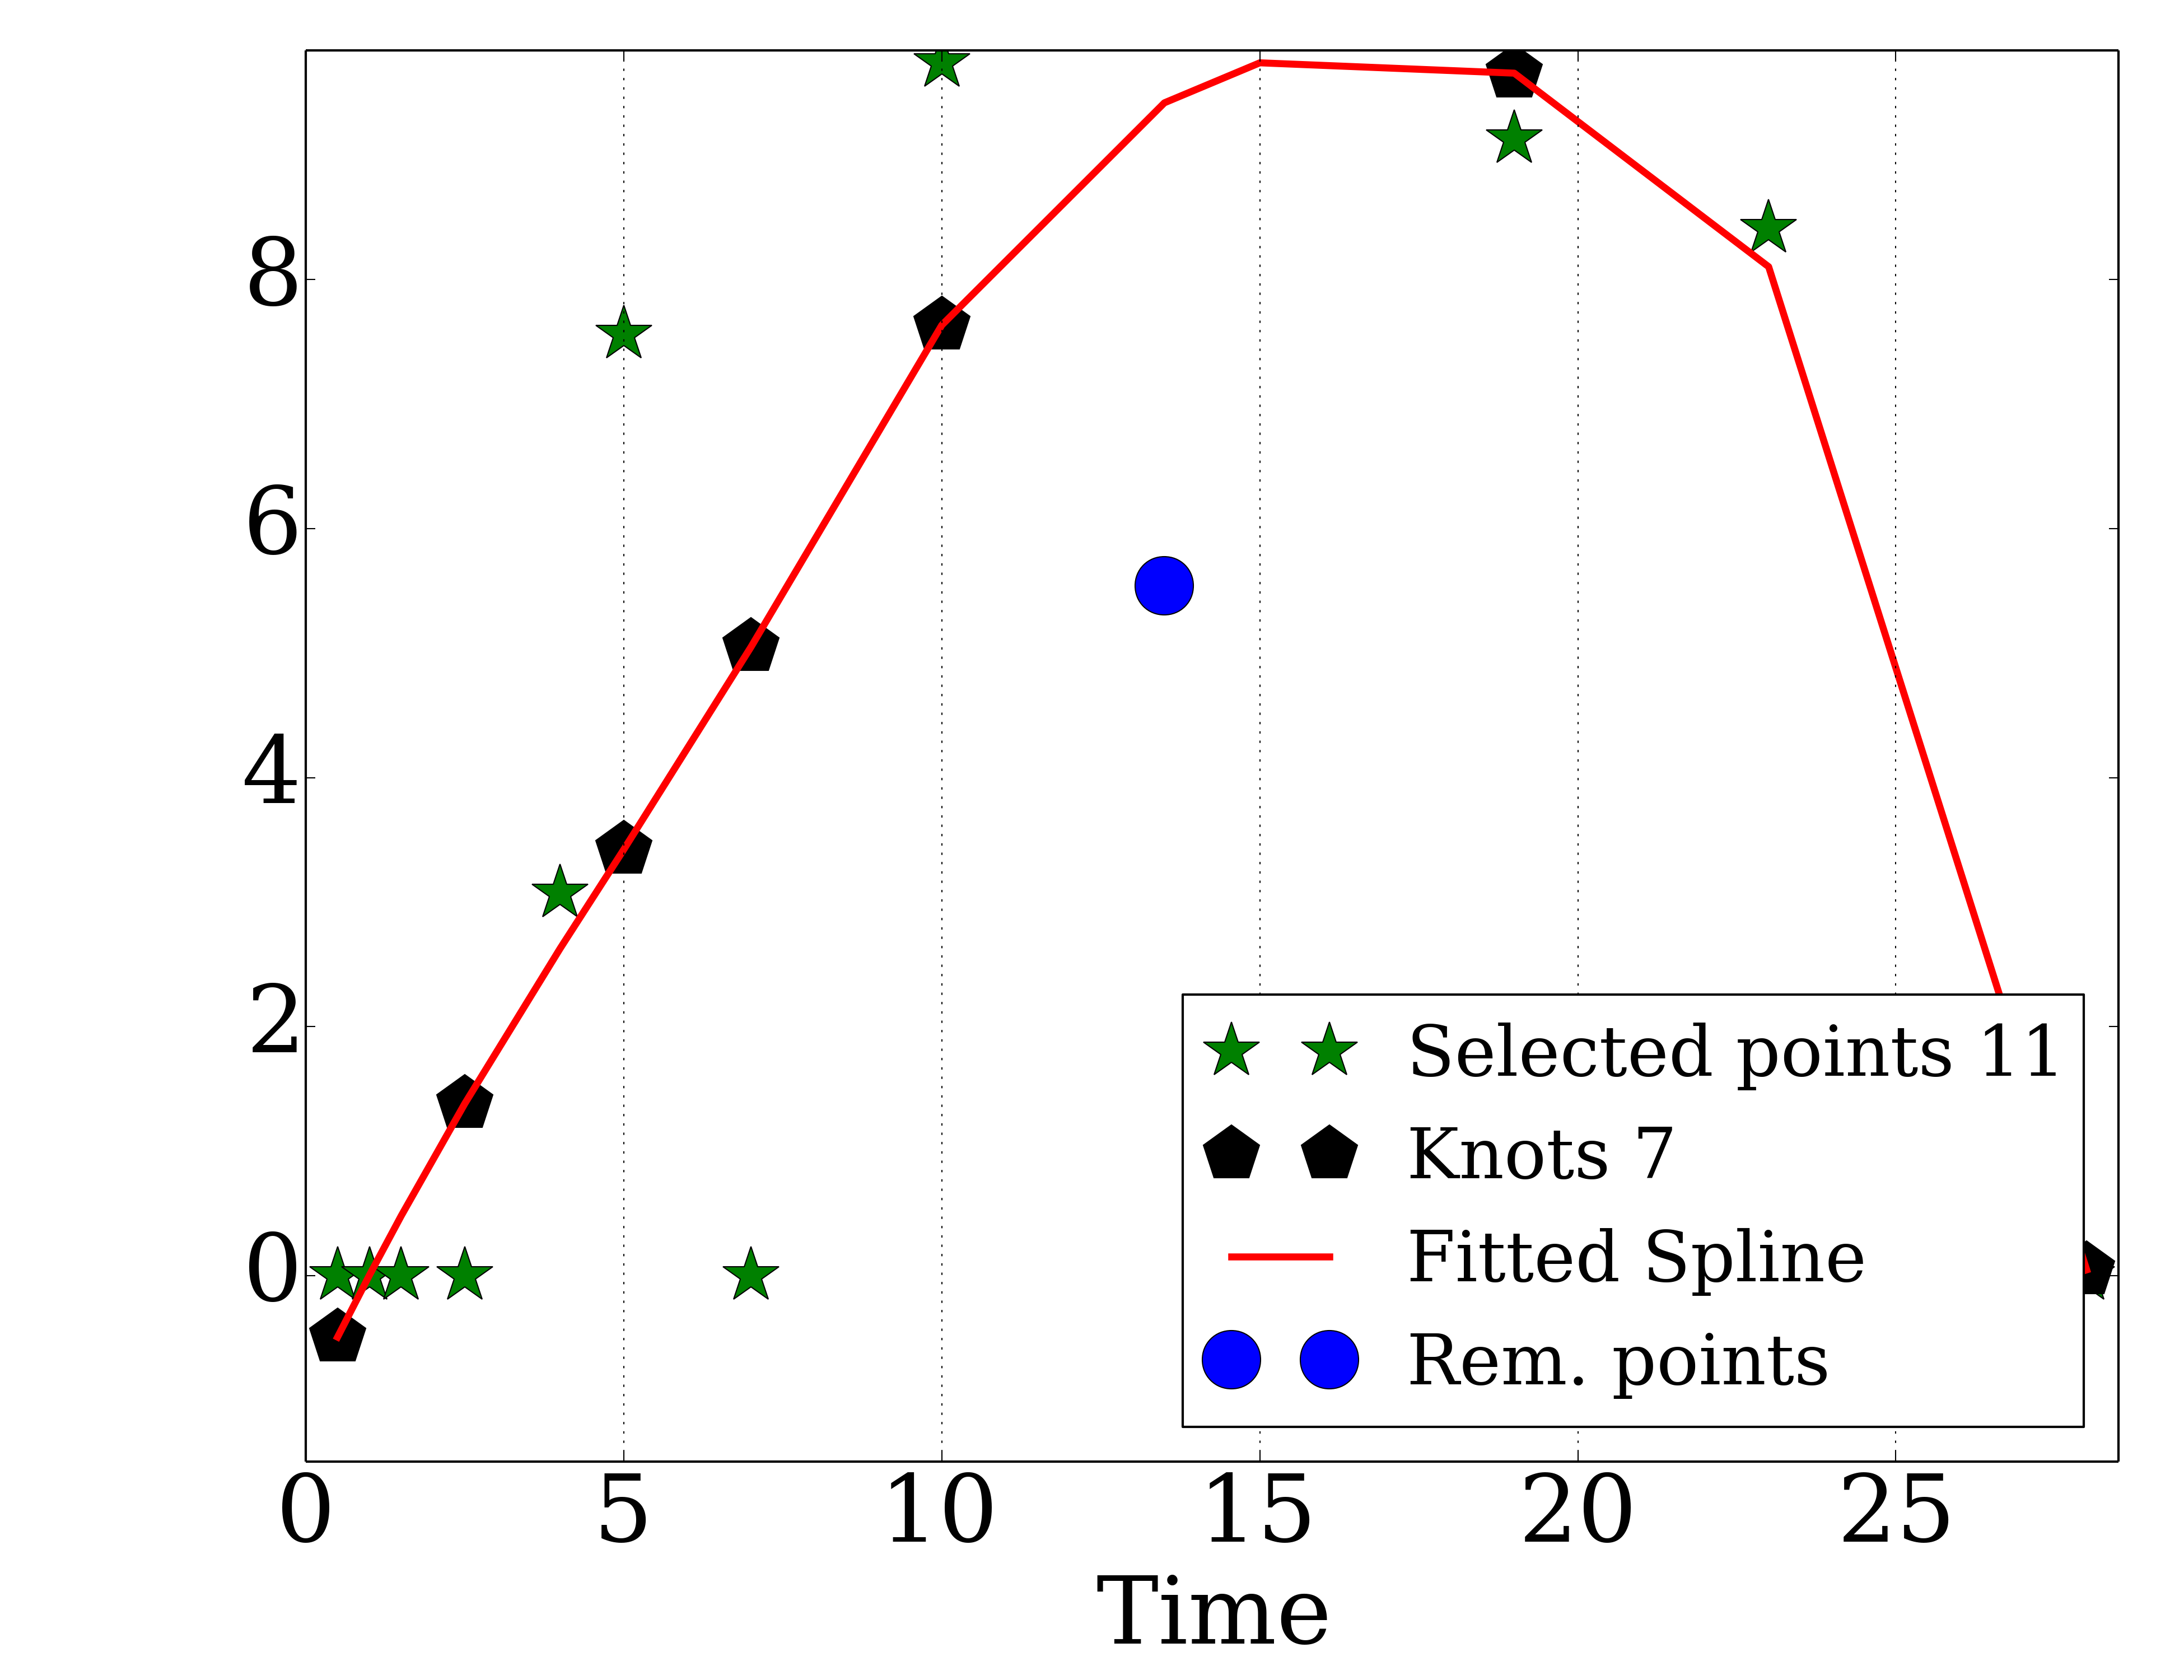 8
6
4
2
0
Selected points 11
Knots 7
Fitted Spline
Rem. points
0 5 10 15 20 25
Time